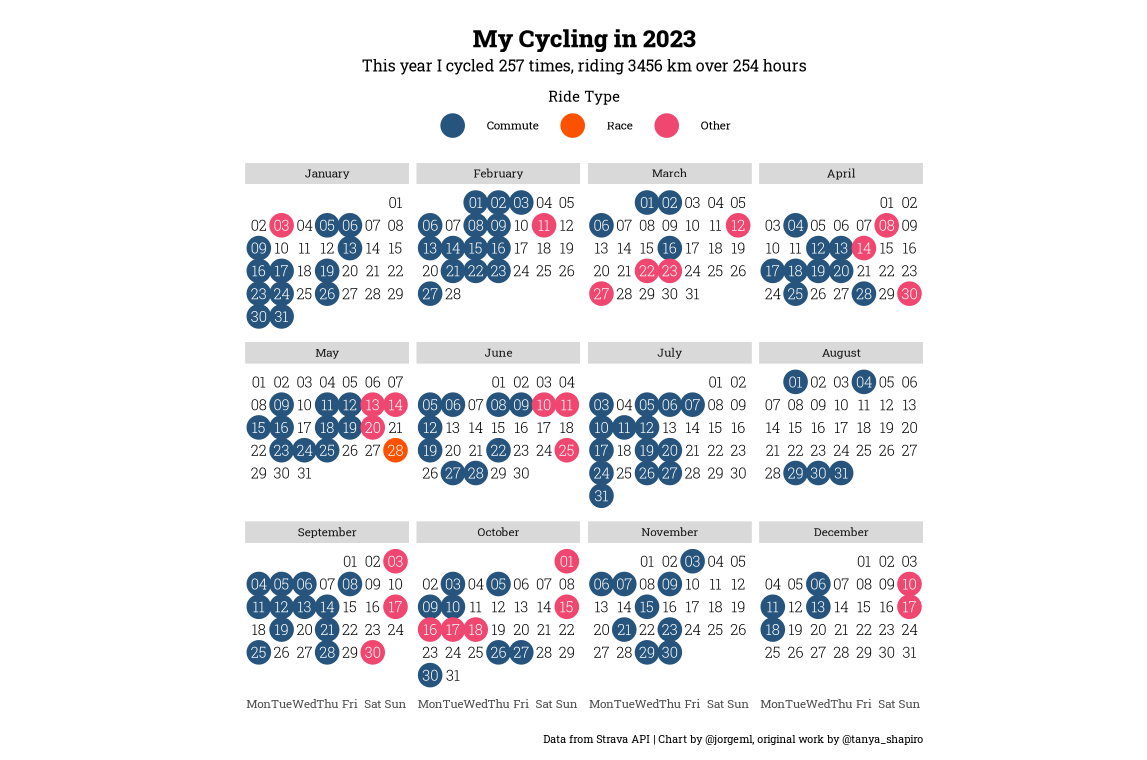 My Cycling in 2023
This year I cycled 257 times, riding 3456 km over 254 hours
Ride Type
Commute Race Other
January February March April
01 01 02 03 04 05 01 02 03 04 05 01 02
02 03 04 05 06 07 08 06 07 08 09 10 11 12 06 07 08 09 10 11 12 03 04 05 06 07 08 09
09 10 11 12 13 14 15 13 14 15 16 17 18 19 13 14 15 16 17 18 19 10 11 12 13 14 15 16
16 17 18 19 20 21 22 20 21 22 23 24 25 26 20 21 22 23 24 25 26 17 18 19 20 21 22 23
23 24 25 26 27 28 29 27 28 27 28 29 30 31 24 25 26 27 28 29 30
30 31
May June July August
01 02 03 04 05 06 07 01 02 03 04 01 02 01 02 03 04 05 06
08 09 10 11 12 13 14 05 06 07 08 09 10 11 03 04 05 06 07 08 09 07 08 09 10 11 12 13
15 16 17 18 19 20 21 12 13 14 15 16 17 18 10 11 12 13 14 15 16 14 15 16 17 18 19 20
22 23 24 25 26 27 28 19 20 21 22 23 24 25 17 18 19 20 21 22 23 21 22 23 24 25 26 27
29 30 31 26 27 28 29 30 24 25 26 27 28 29 30 28 29 30 31
31
September October November December
01 02 03 01 01 02 03 04 05 01 02 03
04 05 06 07 08 09 10 02 03 04 05 06 07 08 06 07 08 09 10 11 12 04 05 06 07 08 09 10
11 12 13 14 15 16 17 09 10 11 12 13 14 15 13 14 15 16 17 18 19 11 12 13 14 15 16 17
18 19 20 21 22 23 24 16 17 18 19 20 21 22 20 21 22 23 24 25 26 18 19 20 21 22 23 24
25 26 27 28 29 30 23 24 25 26 27 28 29 27 28 29 30 25 26 27 28 29 30 31
30 31
Mon Tue Wed Thu Fri Sat Sun Mon Tue Wed Thu Fri Sat Sun Mon Tue Wed Thu Fri Sat Sun Mon Tue Wed Thu Fri Sat Sun
Data from Strava API | Chart by @jorgeml, original work by @tanya_shapiro